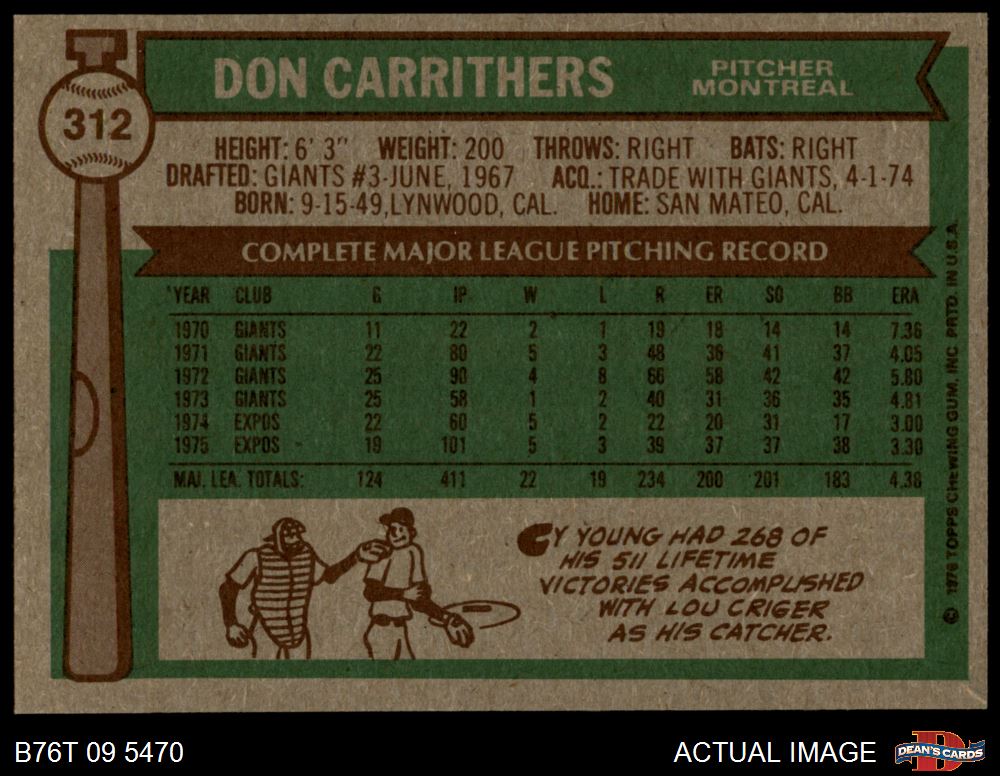 DON CARRITHERS
PITCHER
MONTREAL
312
HEIGHT: 6' 3" WEIGHT: 200 THROWS: RIGHT BATS: RIGHT
DRAFTED: GIANTS #3-JUNE, 1967 ACQ.: TRADE WITH GIANTS, 4-1-74
BORN: 9-15-49, LYNWOOD, CAL. HOME: SAN MATEO, CAL.
COMPLETE MAJOR LEAGUE PITCHING RECORD
YEAR CLUB G IP W L R ER SO BB ERA
1970 GIANTS 11 22 2 1 19 18 14 14 7.36
1971 GIANTS 22 80 5 3 48 36 41 37 4.05
1972 GIANTS 25 90 4 8 66 58 42 42 5.80
1973 GIANTS 25 58 1 2 40 31 36 35 4.81
1974 EXPOS 22 60 5 2 22 20 31 17 3.00
1975 EXPOS 19 101 5 3 39 37 37 38 3.30
MAJ. LEA. TOTALS: 124 411 22 19 234 200 201 183 4.38
CY YOUNG HAD 268 OF
HIS 511 LIFETIME
VICTORIES ACCOMPLISHED
WITH LOU CRIGER
AS HIS CATCHER.
© 1976 TOPPS CHEWING GUM, INC. PRTD. IN U.S.A.
B76T 09 5470
ACTUAL IMAGE
DEAN'S CARDS